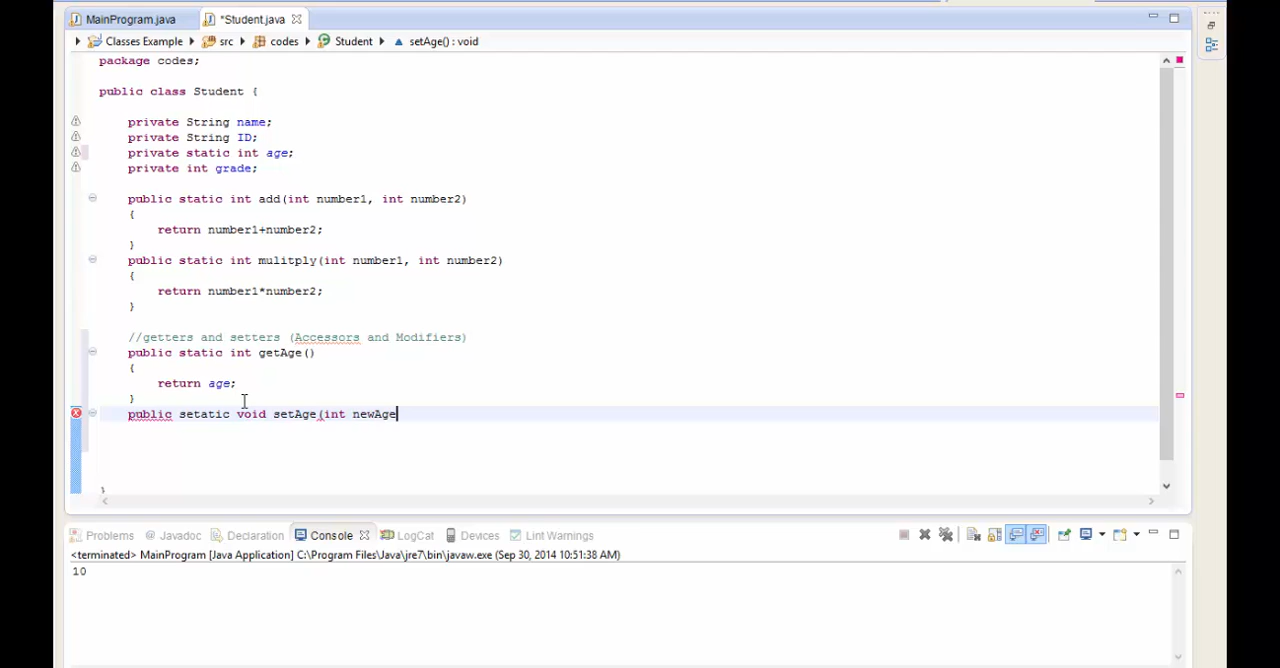 MainProgram.java
*Student.java
Classes Example
src
codes
Student
setAge() : void
package codes;
public class Student {
private String name;
private String ID;
private static int age;
private int grade;
public static int add(int number1, int number2)
{
return number1+number2;
}
public static int mulitply(int number1, int number2)
{
return number1*number2;
}
//getters and setters (Accessors and Modifiers)
public static int getAge()
{
return age;
}
public setatic void setAge(int newAge
}
Problems
@ Javadoc
Declaration
Console
LogCat
Devices
Lint Warnings
<terminated> MainProgram [Java Application] C:\Program Files\Java\jre7\bin\javaw.exe (Sep 30, 2014 10:51:38 AM)
10